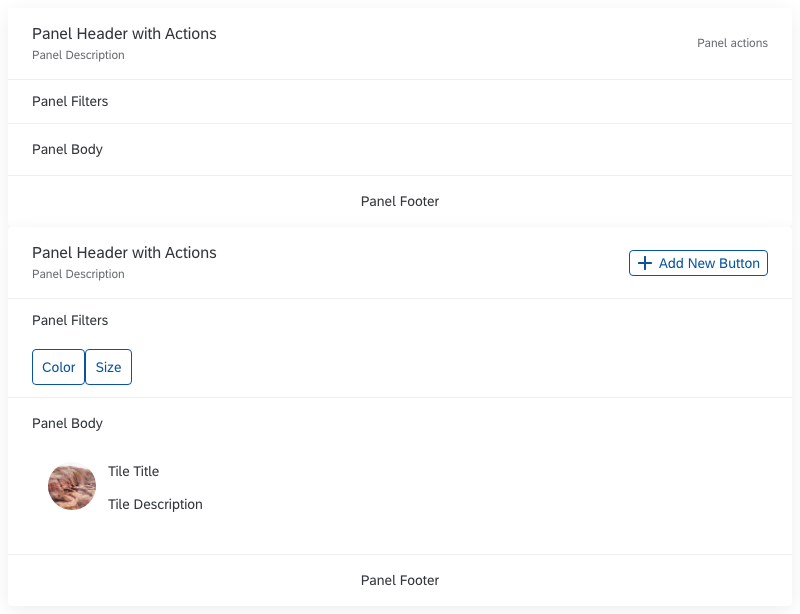 Panel Header with Actions
Panel Description
Panel actions
Panel Filters
Panel Body
Panel Footer
Panel Header with Actions
Panel Description
Add New Button
Panel Filters
Color Size
Panel Body
Tile Title
Tile Description
Panel Footer